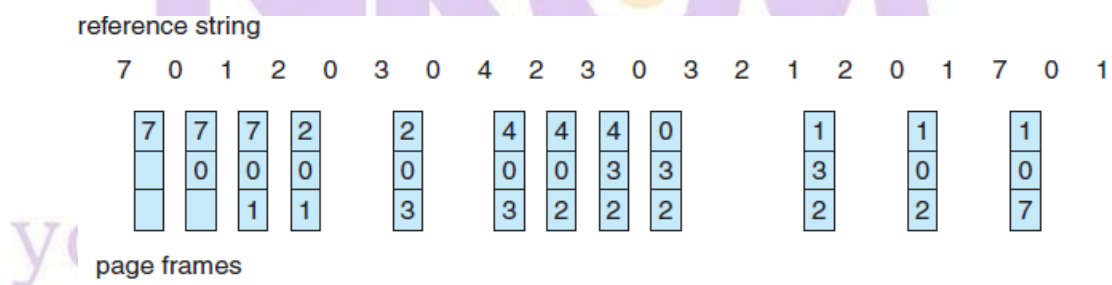 reference string
7 0 1 2 0 3 0 4 2 3 0 3 2 1 2 0 1 7 0 1
7 7 7 2 2 4 4 4 0 1 1 1
0 0 0 0 0 0 3 3 3 0 0
1 1 3 3 2 2 2 2 2 7
page frames